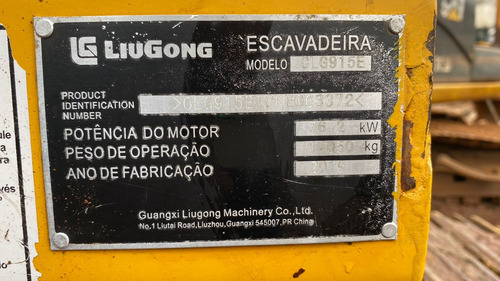 LIUGONG
ESCAVADEIRA
MODELO CLG915E
PRODUCT
IDENTIFICATION
NUMBER
POTÊNCIA DO MOTOR kW
PESO DE OPERAÇÃO kg
ANO DE FABRICAÇÃO
Guangxi Liugong Machinery Co.,Ltd.
No.1 Liutai Road,Liuzhou,Guangxi 545007,PR China